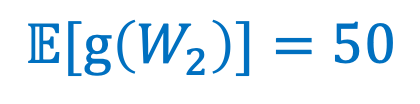 𝔼[g(W₂)] = 50